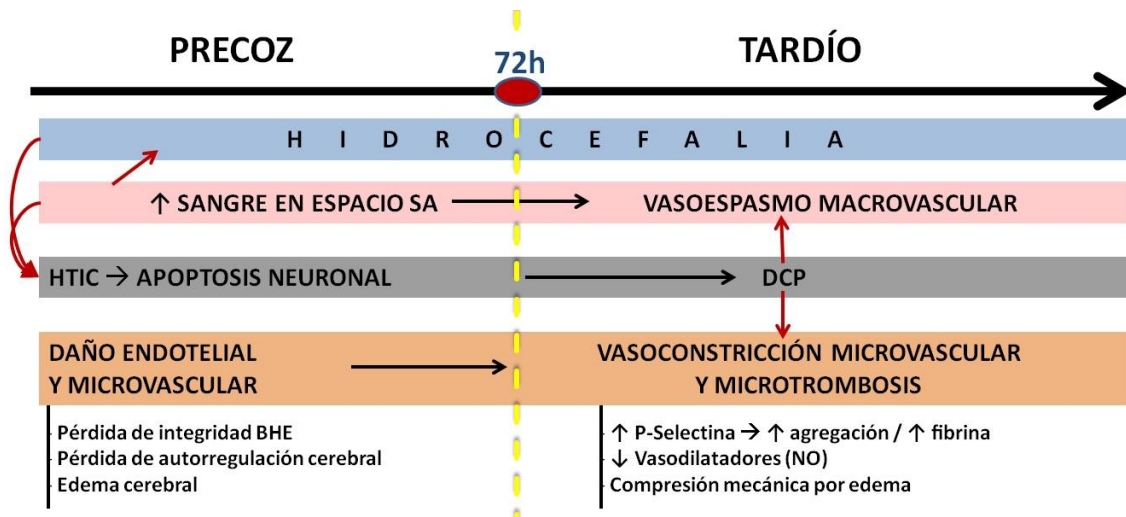 PRECOZ
TARDÍO
72h
H I D R O C E F A L I A
↑ SANGRE EN ESPACIO SA
VASOESPASMO MACROVASCULAR
HTIC → APOPTOSIS NEURONAL
DCP
DAÑO ENDOTELIAL
Y MICROVASCULAR
VASOCONSTRICCIÓN MICROVASCULAR
Y MICROTROMBOSIS
Pérdida de integridad BHE
Pérdida de autorregulación cerebral
Edema cerebral
↑ P-Selectina → ↑ agregación / ↑ fibrina
↓ Vasodilatadores (NO)
Compresión mecánica por edema